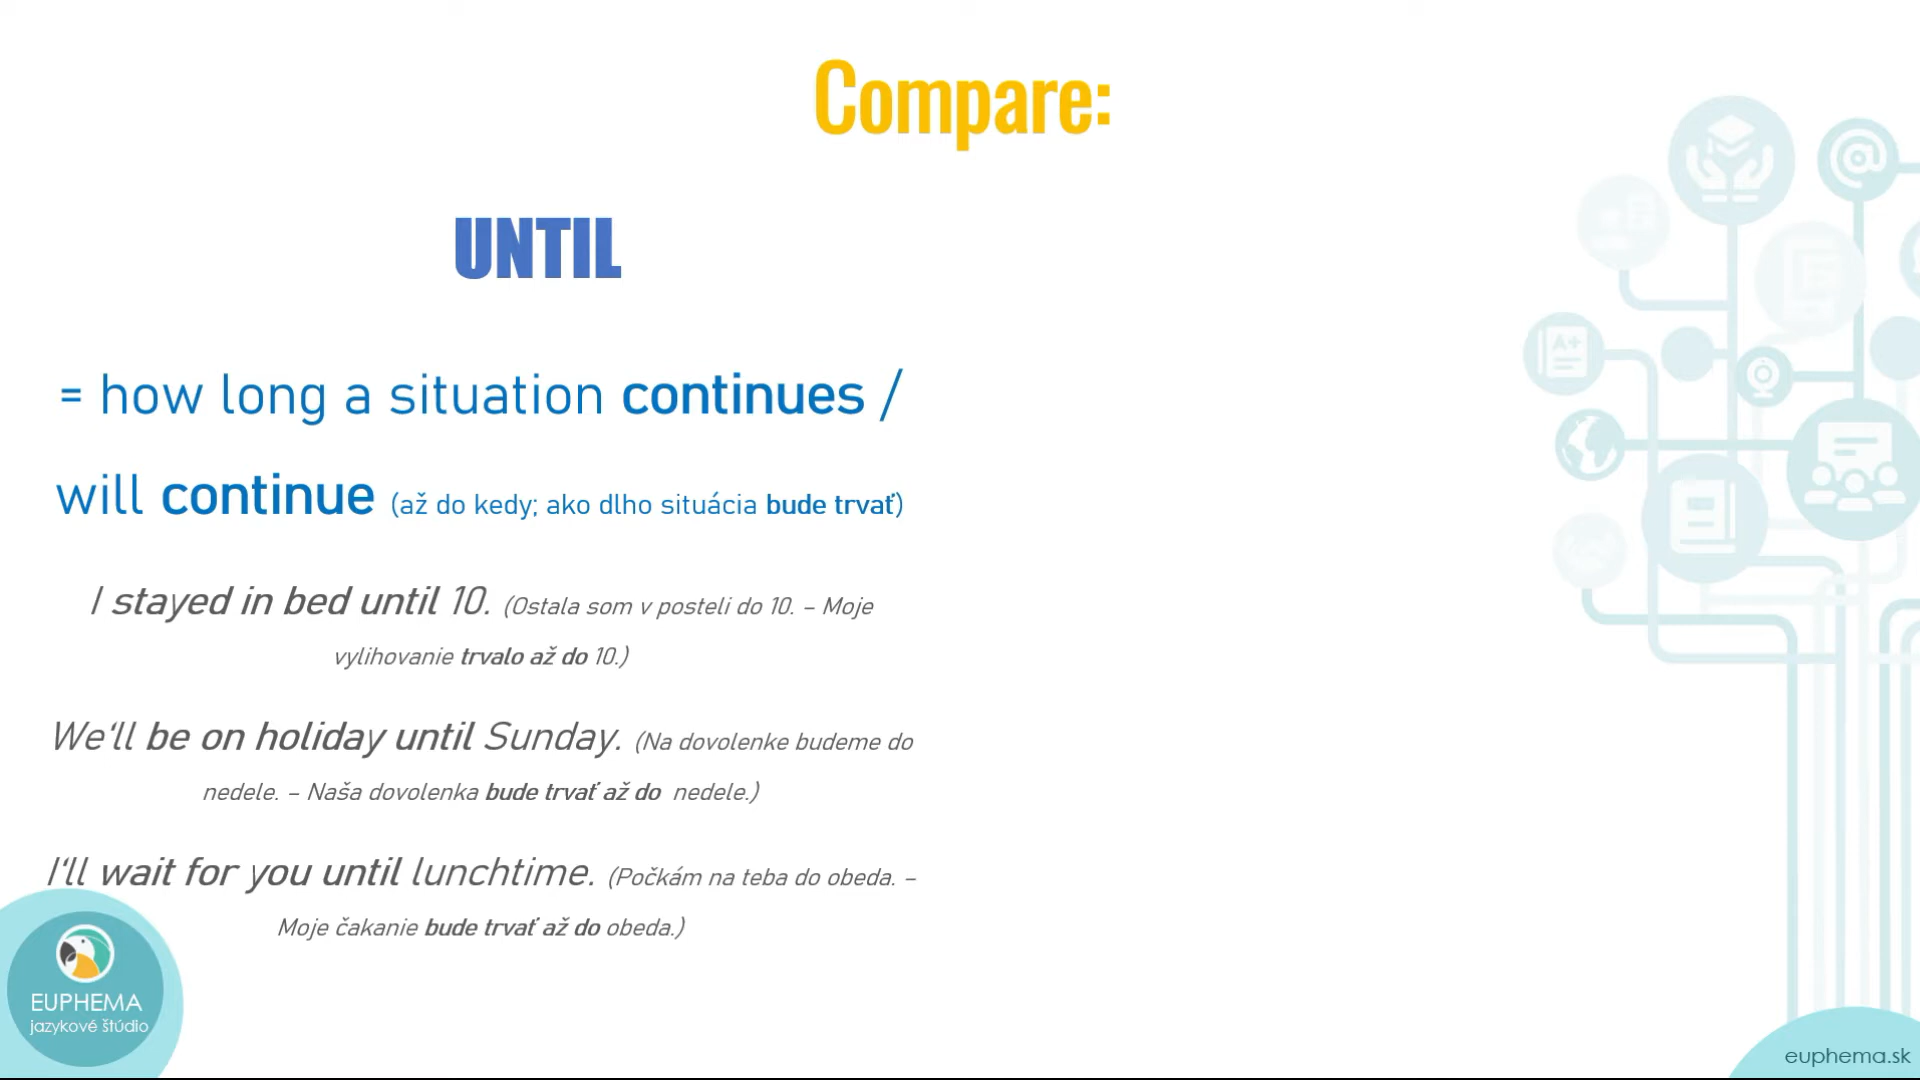 Compare:
UNTIL
= how long a situation continues /
will continue (až do kedy; ako dlho situácia bude trvať)
I stayed in bed until 10. (Ostala som v posteli do 10. – Moje
vylihovanie trvalo až do 10.)
We‘ll be on holiday until Sunday. (Na dovolenke budeme do
nedele. – Naša dovolenka bude trvať až do nedele.)
I‘ll wait for you until lunchtime. (Počkám na teba do obeda. –
Moje čakanie bude trvať až do obeda.)
A+
@
EUPHEMA
jazykové štúdio
euphema.sk